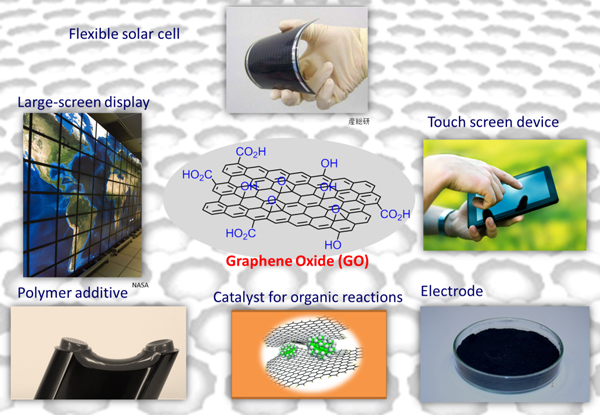 Flexible solar cell
産総研
Large-screen display
Touch screen device
CO2H
OH
HO2C
OH
O
OH
O
HO2C
O
O
CO2H
HO2C
HO
Graphene Oxide (GO)
NASA
Polymer additive
Catalyst for organic reactions
Electrode